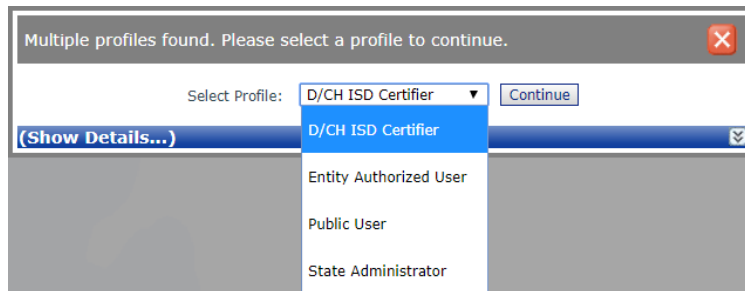 Multiple profiles found. Please select a profile to continue.
Select Profile: D/CH ISD Certifier Continue
(Show Details...)
D/CH ISD Certifier
Entity Authorized User
Public User
State Administrator